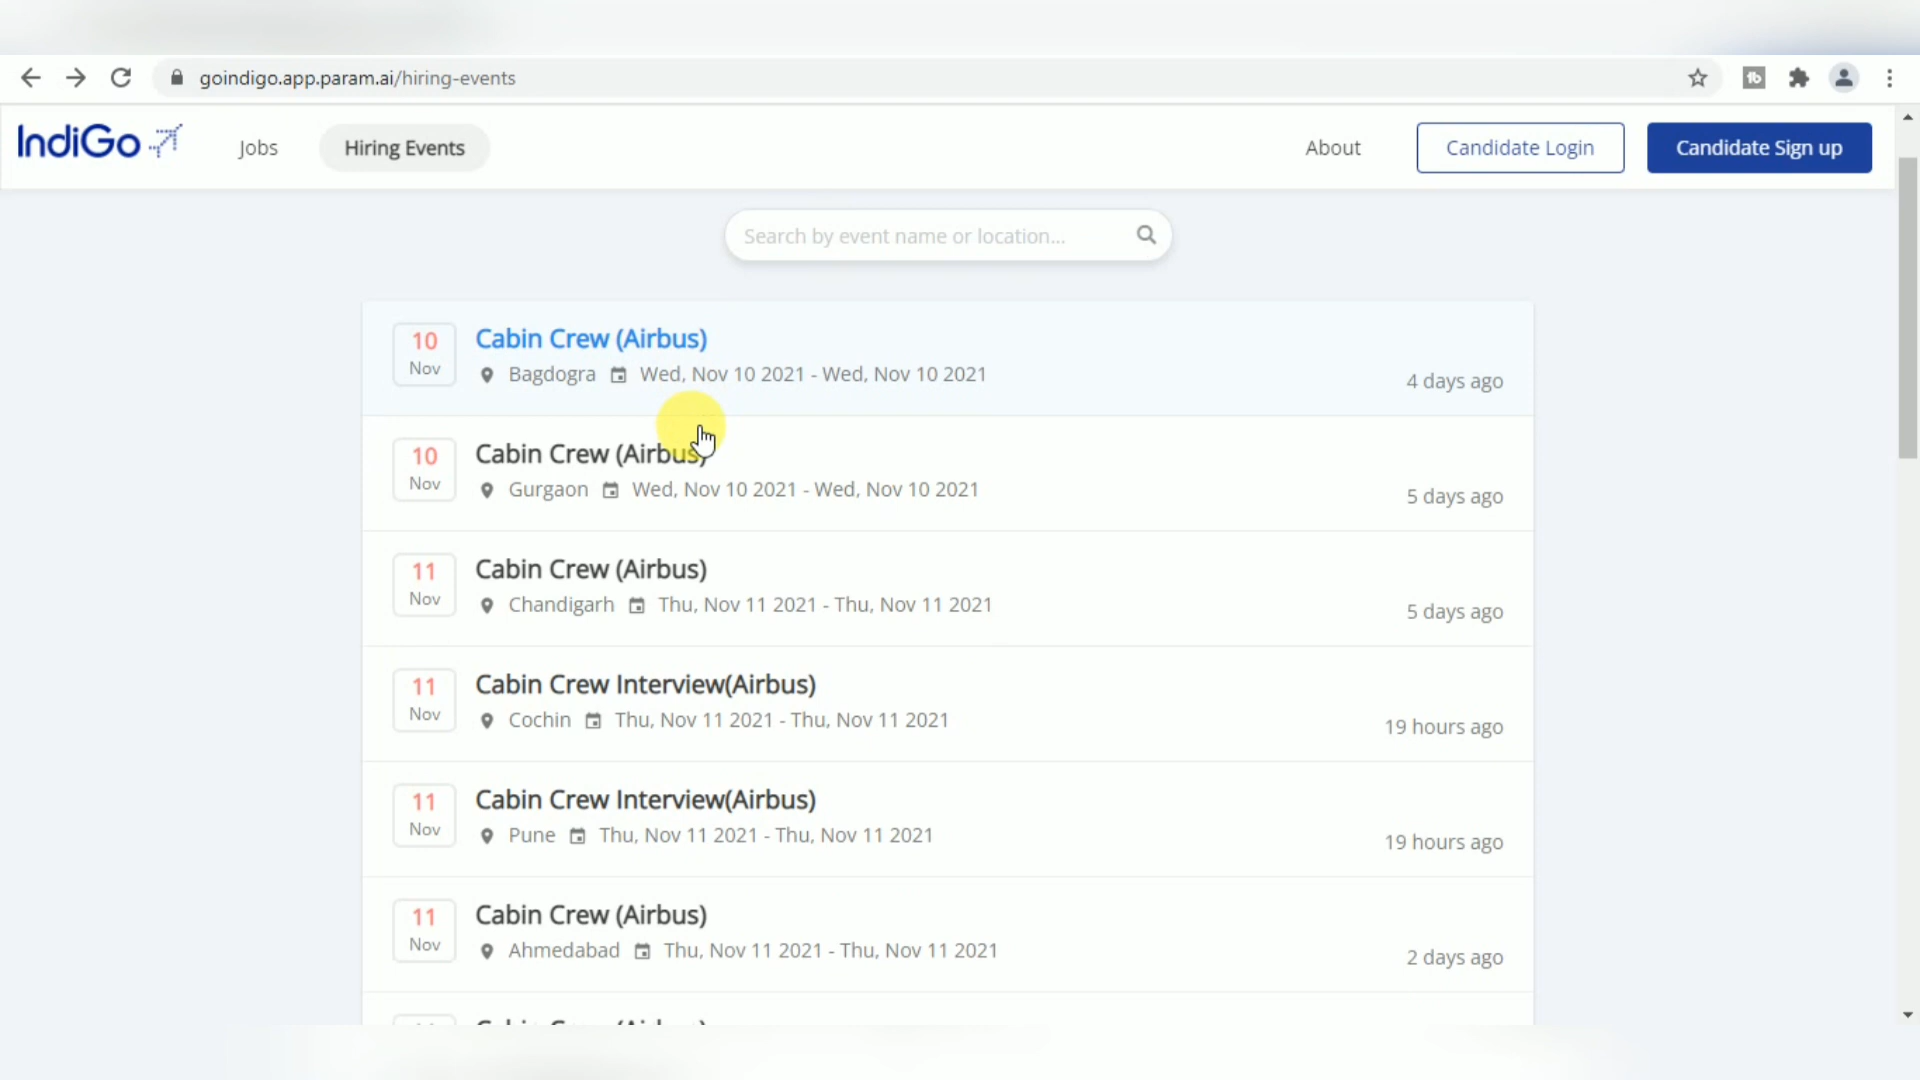 goindigo.app.param.ai/hiring-events
IndiGo Jobs Hiring Events About Candidate Login Candidate Sign up
Search by event name or location...
10 Nov
Cabin Crew (Airbus)
Bagdogra Wed, Nov 10 2021 - Wed, Nov 10 2021
4 days ago
10 Nov
Cabin Crew (Airbus)
Gurgaon Wed, Nov 10 2021 - Wed, Nov 10 2021
5 days ago
11 Nov
Cabin Crew (Airbus)
Chandigarh Thu, Nov 11 2021 - Thu, Nov 11 2021
5 days ago
11 Nov
Cabin Crew Interview(Airbus)
Cochin Thu, Nov 11 2021 - Thu, Nov 11 2021
19 hours ago
11 Nov
Cabin Crew Interview(Airbus)
Pune Thu, Nov 11 2021 - Thu, Nov 11 2021
19 hours ago
11 Nov
Cabin Crew (Airbus)
Ahmedabad Thu, Nov 11 2021 - Thu, Nov 11 2021
2 days ago